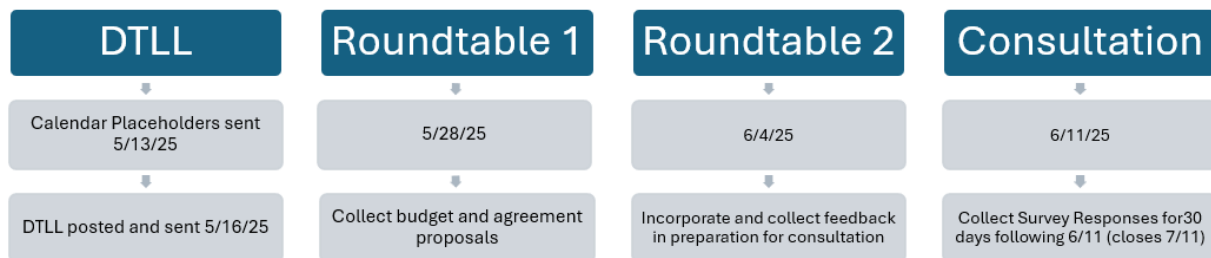 DTLL
Calendar Placeholders sent
5/13/25
DTLL posted and sent 5/16/25
Roundtable 1
5/28/25
Collect budget and agreement
proposals
Roundtable 2
6/4/25
Incorporate and collect feedback
in preparation for consultation
Consultation
6/11/25
Collect Survey Responses for30
days following 6/11 (closes 7/11)